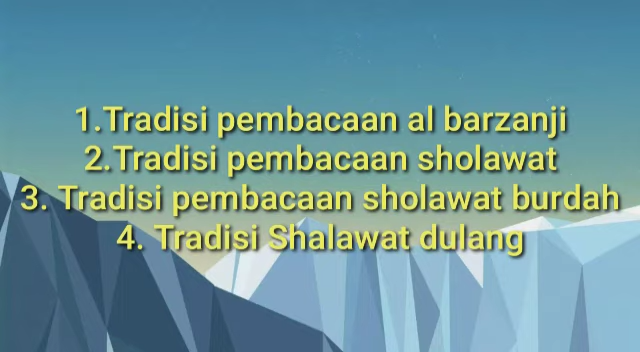 1.Tradisi pembacaan al barzanji
2.Tradisi pembacaan sholawat
3. Tradisi pembacaan sholawat burdah
4. Tradisi Shalawat dulang